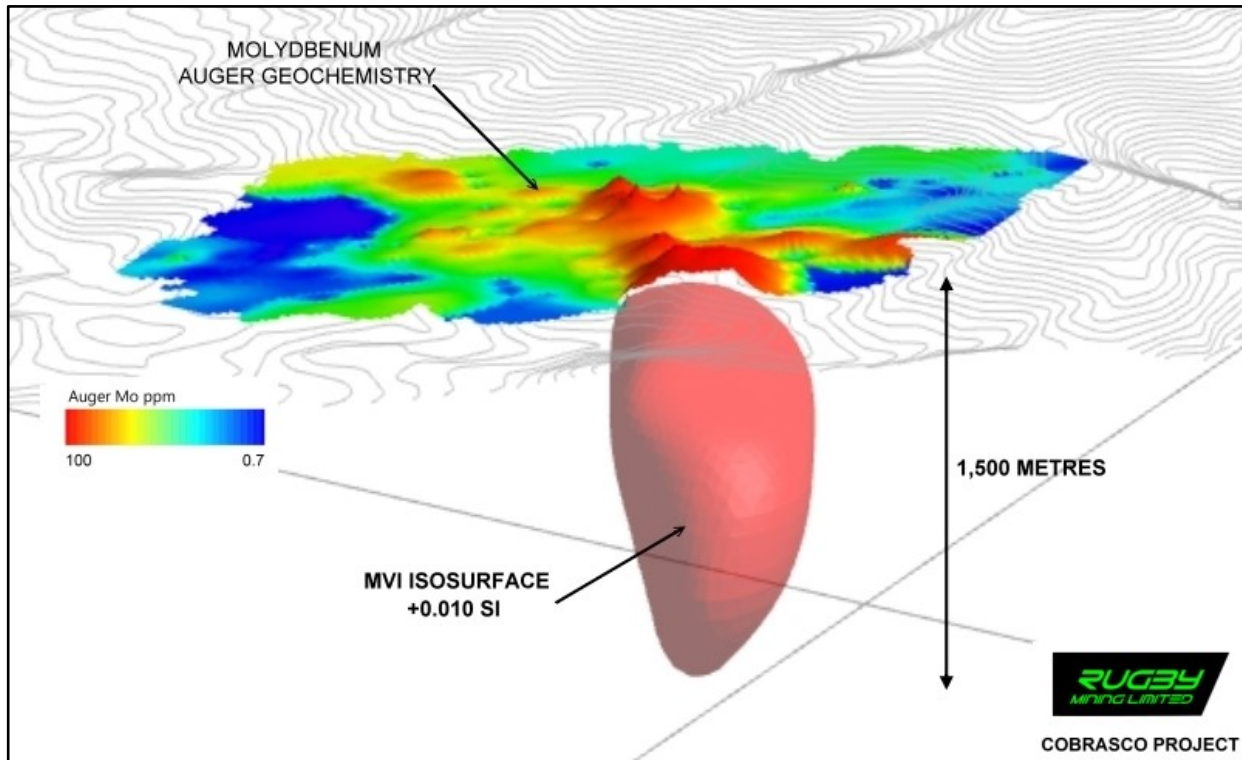 MOLYDBENUM
AUGER GEOCHEMISTRY
Auger Mo ppm
100 0.7
1,500 METRES
MVI ISOSURFACE
+0.010 SI
RUGBY
MINING LIMITED
COBRASCO PROJECT